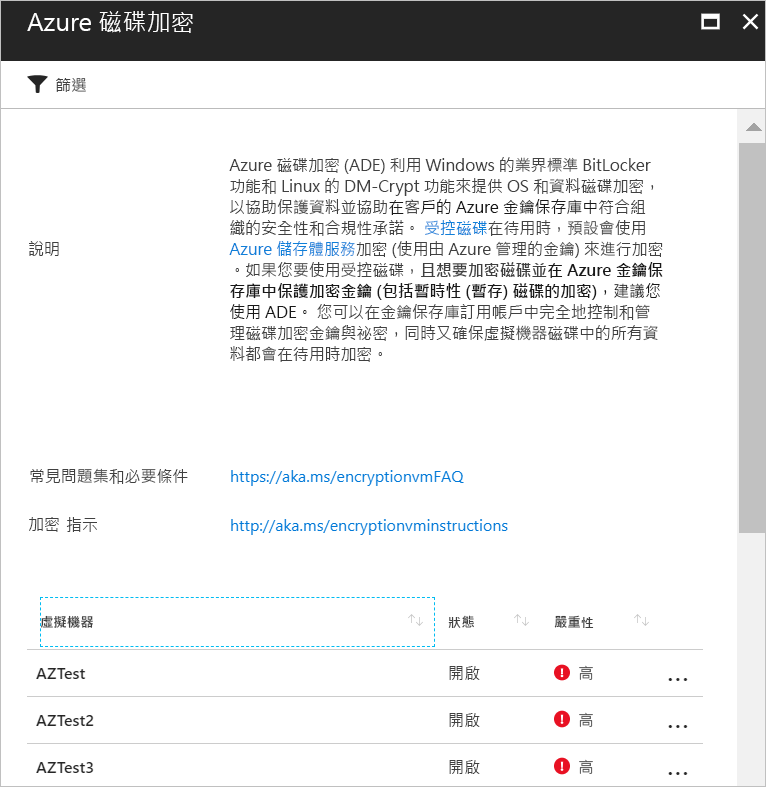 Azure 磁碟加密
篩選
說明
Azure 磁碟加密 (ADE) 利用 Windows 的業界標準 BitLocker
功能和 Linux 的 DM-Crypt 功能來提供 OS 和資料磁碟加密，
以協助保護資料並協助在客戶的 Azure 金鑰保存庫中符合組
織的安全性和合規性承諾。 受控磁碟在待用時，預設會使用
Azure 儲存體服務加密 (使用由 Azure 管理的金鑰) 來進行加密
。如果您要使用受控磁碟，且想要加密磁碟並在 Azure 金鑰保
存庫中保護加密金鑰 (包括暫時性 (暫存) 磁碟的加密)，建議您
使用 ADE。 您可以在金鑰保存庫訂用帳戶中完全地控制和管
理磁碟加密金鑰與祕密，同時又確保虛擬機器磁碟中的所有資
料都會在待用時加密。
常見問題集和必要條件 https://aka.ms/encryptionvmFAQ
加密 指示 http://aka.ms/encryptionvminstructions
虛擬機器 狀態 嚴重性
AZTest 開啟 高 ...
AZTest2 開啟 高 ...
AZTest3 開啟 高 ...